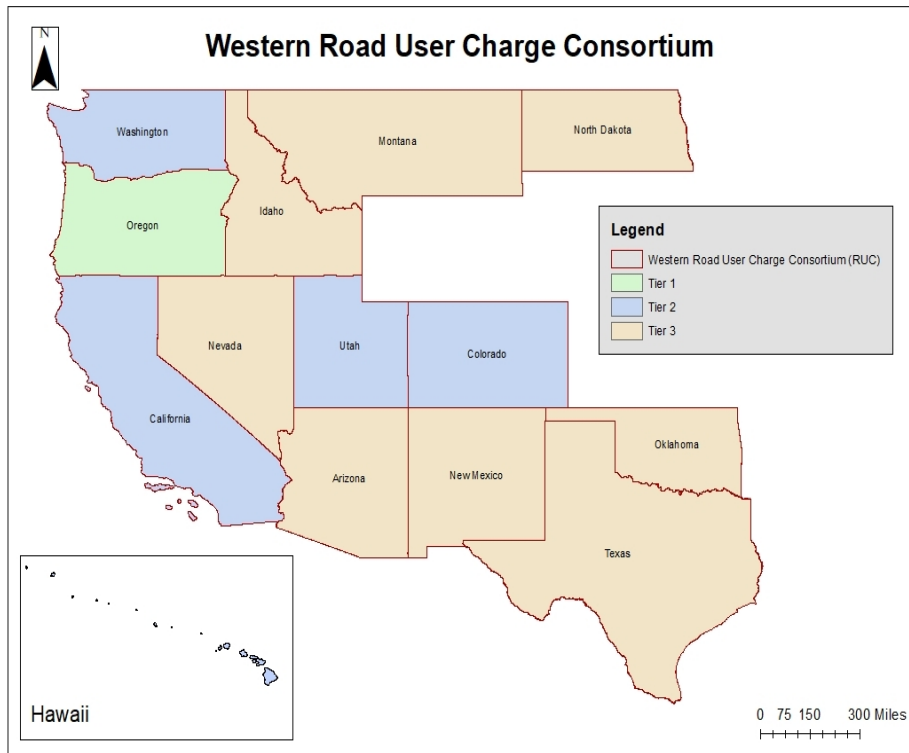 N
Western Road User Charge Consortium
Washington
Montana
North Dakota
Oregon
Idaho
Legend
Western Road User Charge Consortium (RUC)
Tier 1
Tier 2
Tier 3
Nevada
Utah
Colorado
California
Oklahoma
Arizona
New Mexico
Texas
Hawaii
0 75 150 300 Miles